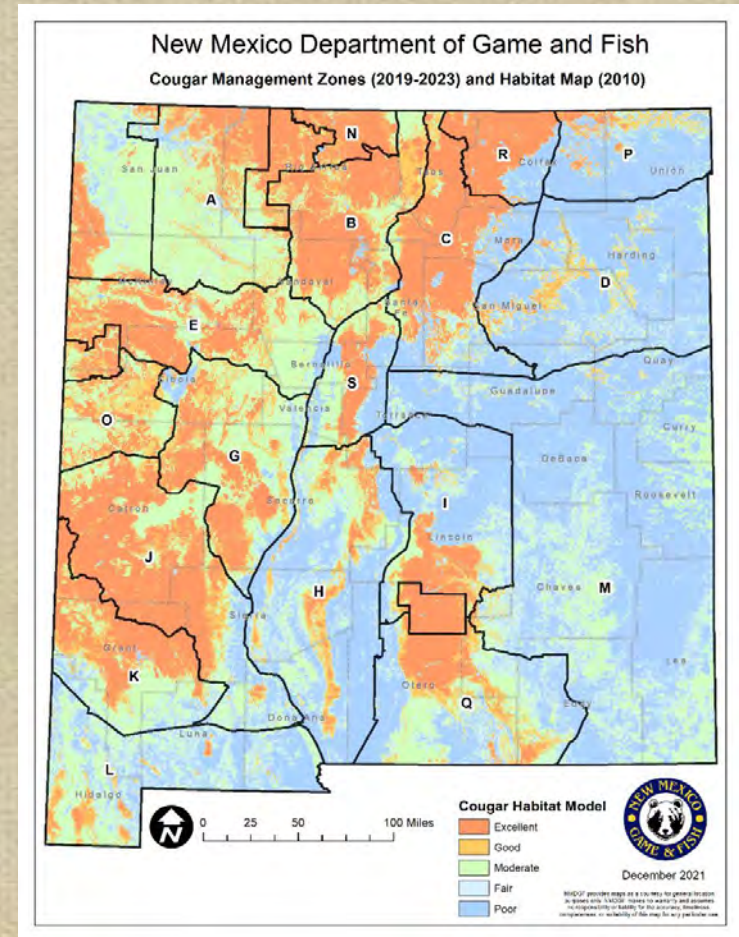 New Mexico Department of Game and Fish
Cougar Management Zones (2019-2023) and Habitat Map (2010)
N
R
P
San Juan
Rio Arriba
Taos
Colfax
Union
A
B
C
Mora
Harding
D
McKinley
Sandoval
Santa Fe
San Miguel
E
Bernalillo
S
Quay
Cibola
Guadalupe
Valencia
Torrance
O
Curry
G
DeBaca
Roosevelt
Catron
Socorro
I
Lincoln
J
H
Chaves
M
Sierra
Grant
Lea
K
Otero
Q
Eddy
Dona Ana
Luna
L
Hidalgo
N
0 25 50 100 Miles
Cougar Habitat Model
Excellent
Good
Moderate
Fair
Poor
NEW MEXICO
GAME & FISH
December 2021